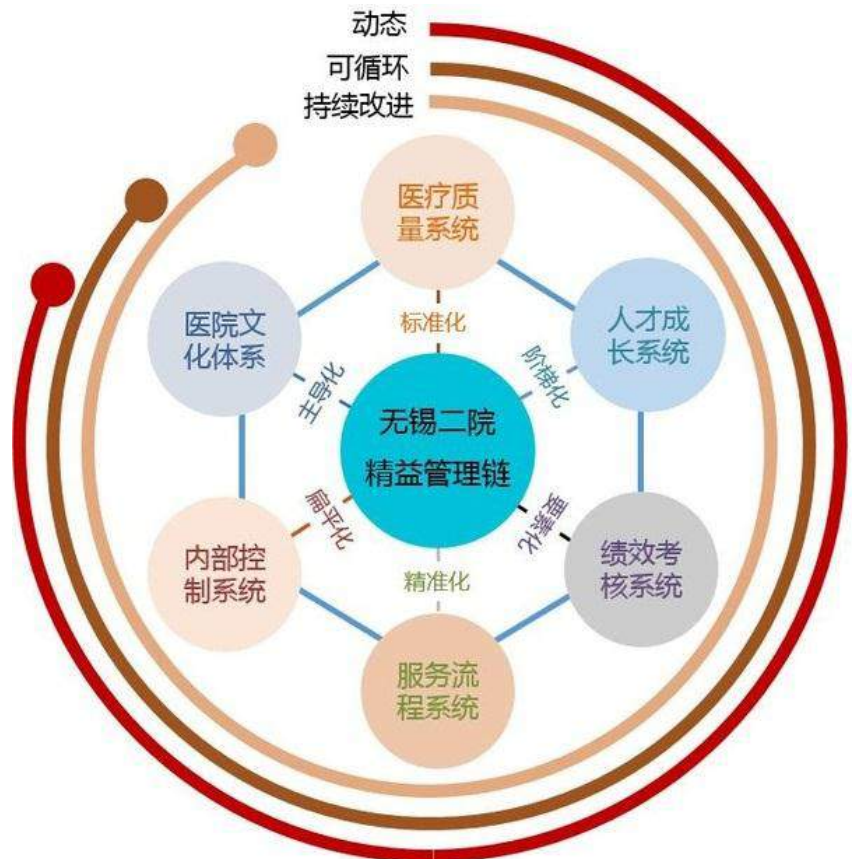 动态
可循环
持续改进
医疗质
量系统
标准化
人才成
长系统
阶梯化
医院文
化体系
主导化
无锡二院
精益管理链
要素化
绩效考
核系统
扁平化
内部控
制系统
精准化
服务流
程系统